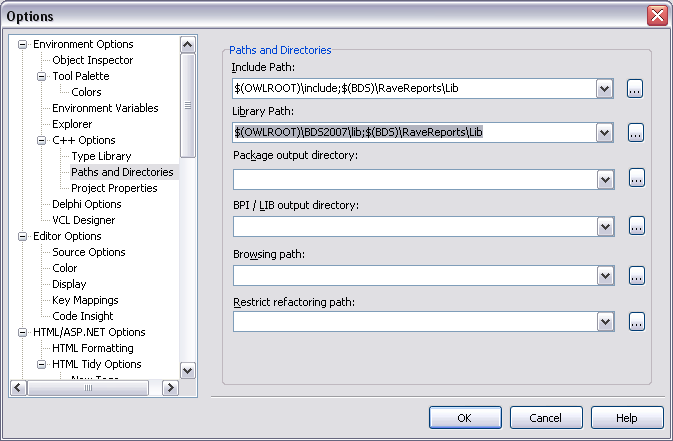 Options
Environment Options
Object Inspector
Tool Palette
Colors
Environment Variables
Explorer
C++ Options
Type Library
Paths and Directories
Project Properties
Delphi Options
VCL Designer
Editor Options
Source Options
Color
Display
Key Mappings
Code Insight
HTML/ASP.NET Options
HTML Formatting
HTML Tidy Options
New Tags
Paths and Directories
Include Path:
$(OWLROOT)\include;$(BDS)\RaveReports\Lib
...
Library Path:
$(OWLROOT)\BDS2007\lib;$(BDS)\RaveReports\Lib
...
Package output directory:
...
BPI / LIB output directory:
...
Browsing path:
...
Restrict refactoring path:
...
OK
Cancel
Help